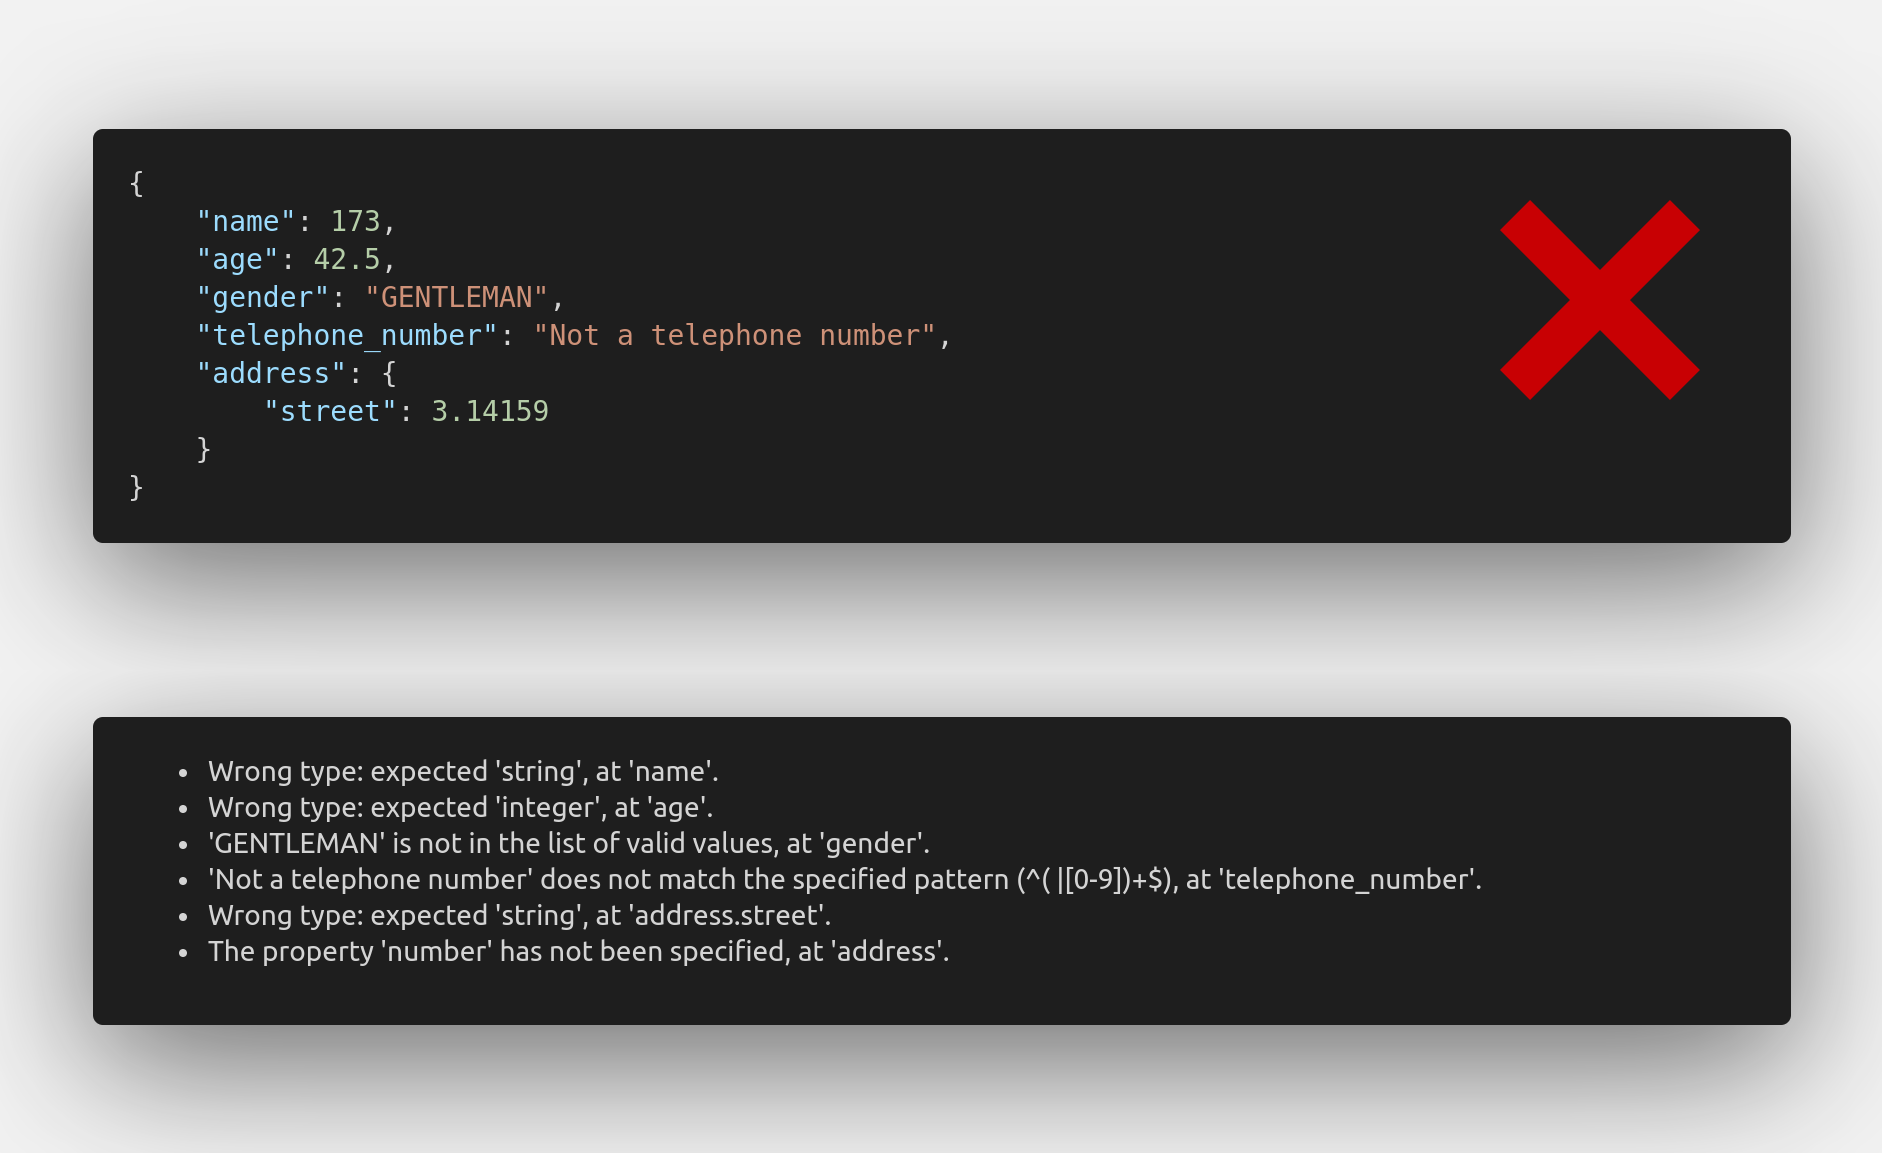 {
"name": 173,
"age": 42.5,
"gender": "GENTLEMAN",
"telephone_number": "Not a telephone number",
"address": {
"street": 3.14159
}
}
• Wrong type: expected 'string', at 'name'.
• Wrong type: expected 'integer', at 'age'.
• 'GENTLEMAN' is not in the list of valid values, at 'gender'.
• 'Not a telephone number' does not match the specified pattern (^( |[0-9])+$), at 'telephone_number'.
• Wrong type: expected 'string', at 'address.street'.
• The property 'number' has not been specified, at 'address'.